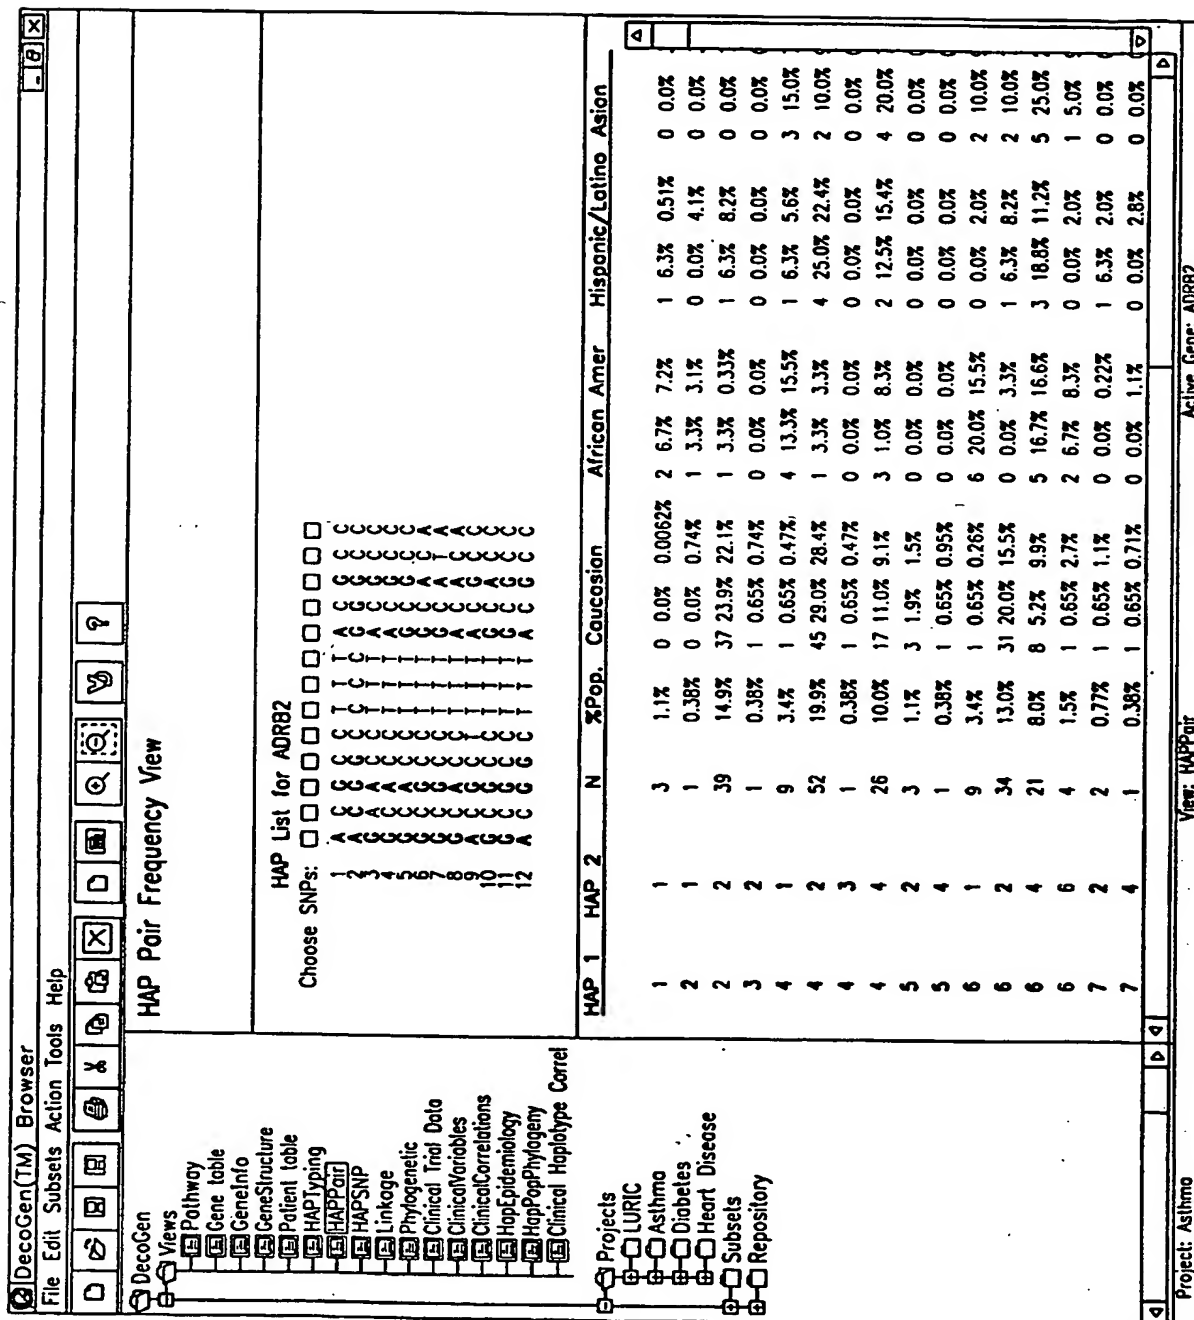 DecoGen(TM) Browser
File Edit Subsets Action Tools Help
DecoGen
Views
Pathway
Gene table
GeneInfo
GeneStructure
Patient table
HAPTyping
HAPPair
HAPSNP
Linkage
Phylogenetic
Clinical Trial Data
ClinicalVariables
ClinicalCorrelations
HapEpidemiology
HapPopPhylogeny
Clinical Haplotype Correl
Projects
LURIC
Asthma
Diabetes
Heart Disease
Subsets
Repository
HAP Pair Frequency View
HAP List for ADRB2
Choose SNPs:
1
2
3
4
5
6
7
8
9
10
11
12
HAP 1 HAP 2 N %Pop. Caucasian African Amer Hispanic/Latino Asian
1 1 3 1.1% 0 0.0% 0.0062% 2 6.7% 7.2% 1 6.3% 0.51% 0 0.0%
2 1 1 0.38% 0 0.0% 0.74% 1 3.3% 3.1% 0 0.0% 4.1% 0 0.0%
2 2 39 14.9% 37 23.9% 22.1% 1 3.3% 0.33% 1 6.3% 8.2% 0 0.0%
3 2 1 0.38% 1 0.65% 0.74% 0 0.0% 0.0% 0 0.0% 0.0% 0 0.0%
4 1 9 3.4% 1 0.65% 0.47% 4 13.3% 15.5% 1 6.3% 5.6% 3 15.0%
4 2 52 19.9% 45 29.0% 28.4% 1 3.3% 3.3% 4 25.0% 22.4% 2 10.0%
4 3 1 0.38% 1 0.65% 0.47% 0 0.0% 0.0% 0 0.0% 0.0% 0 0.0%
4 4 26 10.0% 17 11.0% 9.1% 3 1.0% 8.3% 2 12.5% 15.4% 4 20.0%
5 2 3 1.1% 3 1.9% 1.5% 0 0.0% 0.0% 0 0.0% 0.0% 0 0.0%
5 4 1 0.38% 1 0.65% 0.95% 0 0.0% 0.0% 0 0.0% 0.0% 0 0.0%
6 1 9 3.4% 1 0.65% 0.26% 6 20.0% 15.5% 0 0.0% 2.0% 2 10.0%
6 2 34 13.0% 31 20.0% 15.5% 0 0.0% 3.3% 1 6.3% 8.2% 2 10.0%
6 4 21 8.0% 8 5.2% 9.9% 5 16.7% 16.6% 3 18.8% 11.2% 5 25.0%
6 6 4 1.5% 1 0.65% 2.7% 2 6.7% 8.3% 0 0.0% 2.0% 1 5.0%
7 2 2 0.77% 1 0.65% 1.1% 0 0.0% 0.22% 1 6.3% 2.0% 0 0.0%
7 4 1 0.38% 1 0.65% 0.71% 0 0.0% 1.1% 0 0.0% 2.8% 0 0.0%
Project: Asthma View: HAPPair Active Gene: ADRB2